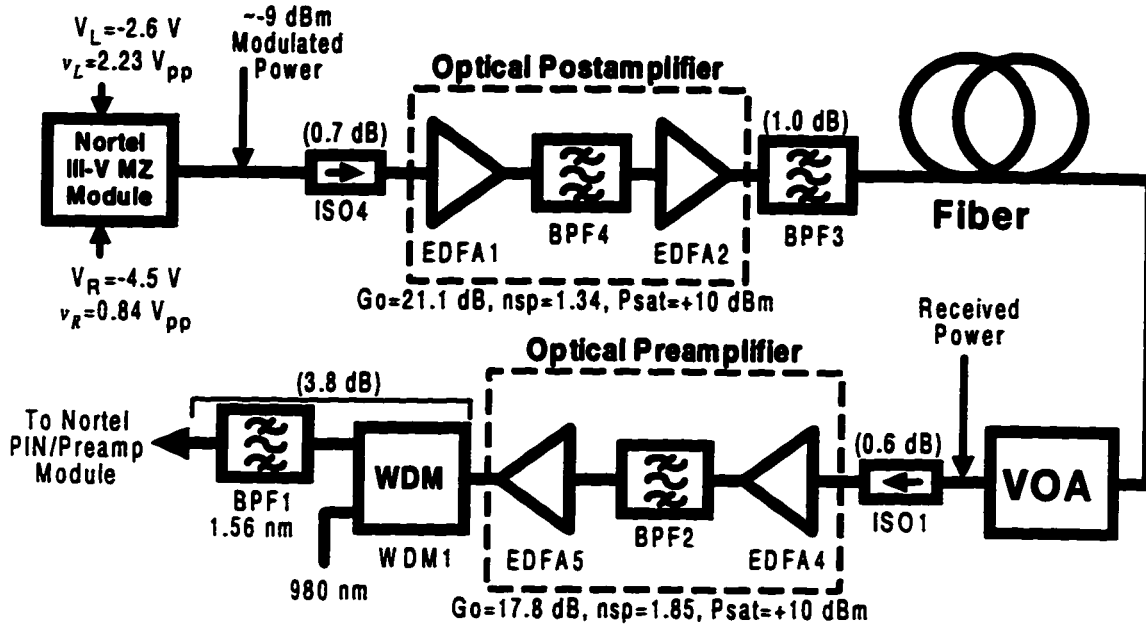 V_L=-2.6 V
v_L=2.23 V_pp
~-9 dBm
Modulated
Power
Optical Postamplifier
(0.7 dB)
(1.0 dB)
Nortel
III-V MZ
Module
ISO4
EDFA1
BPF4
EDFA2
BPF3
Fiber
V_R=-4.5 V
v_R=0.84 V_pp
Go=21.1 dB, nsp=1.34, Psat=+10 dBm
Received
Power
Optical Preamplifier
(3.8 dB)
To Nortel
PIN/Preamp
Module
(0.6 dB)
WDM
VOA
BPF1
1.56 nm
ISO1
EDFA5
BPF2
EDFA4
WDM1
980 nm
Go=17.8 dB, nsp=1.85, Psat=+10 dBm